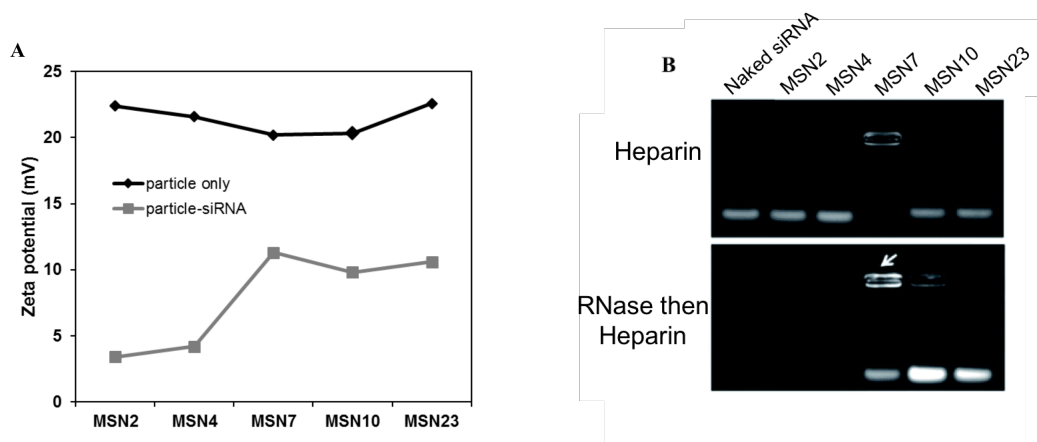 A
25
20
15
10
5
0
Zeta potential (mV)
particle only
particle-siRNA
MSN2 MSN4 MSN7 MSN10 MSN23
B
Naked siRNA MSN2 MSN4 MSN7 MSN10 MSN23
Heparin
RNase then
Heparin